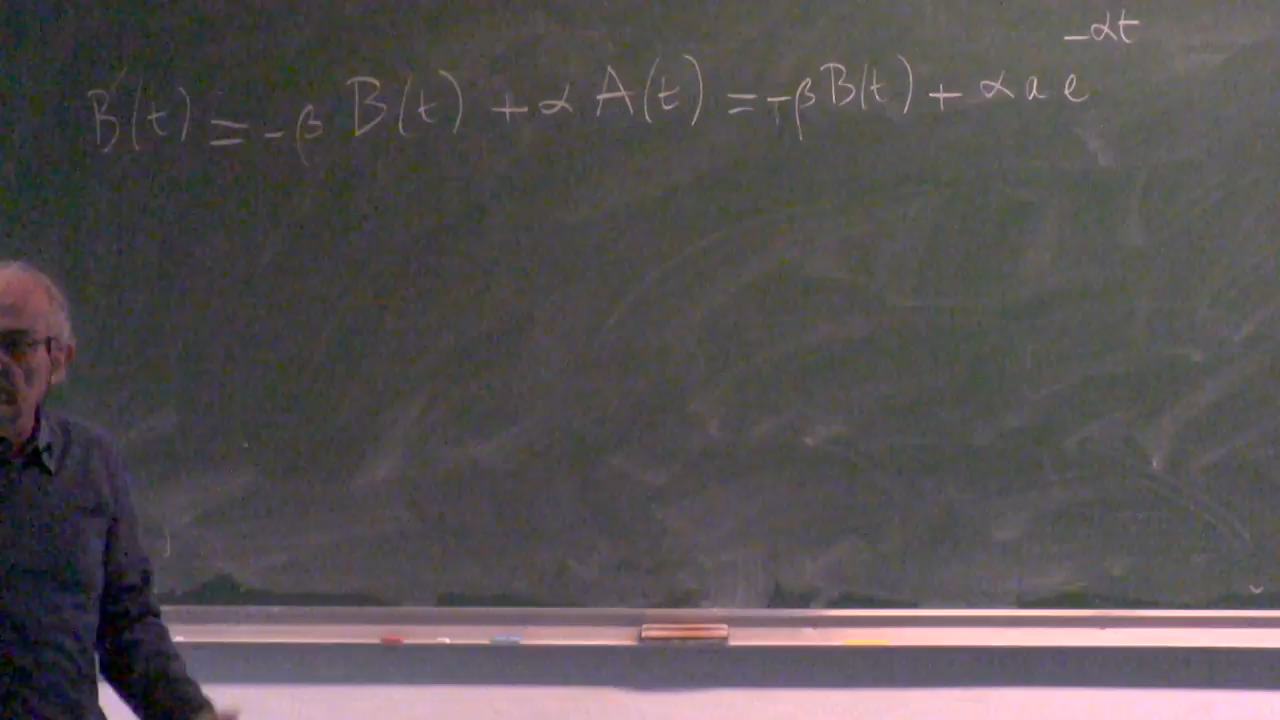 B'(t) = -β B(t) + α A(t) = -β B(t) + α a e^{-αt}